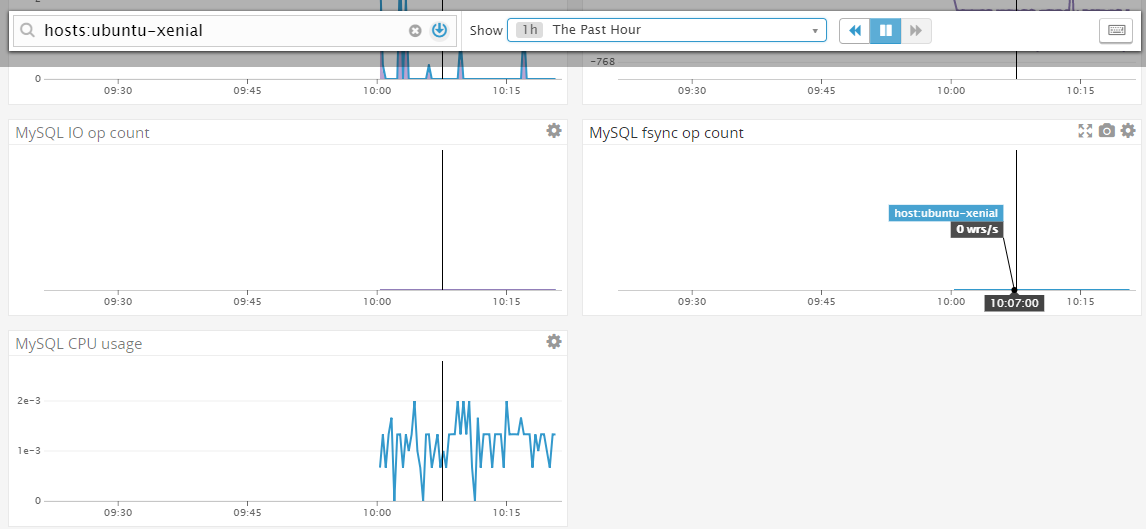 2
hosts:ubuntu-xenial
Show
1h The Past Hour
0
09:30 09:45 10:00 10:15
-768
09:30 09:45 10:00 10:15
MySQL IO op count
09:30 09:45 10:00 10:15
MySQL fsync op count
host:ubuntu-xenial
0 wrs/s
09:30 09:45 10:00 10:15
10:07:00
MySQL CPU usage
2e-3
1e-3
0
09:30 09:45 10:00 10:15